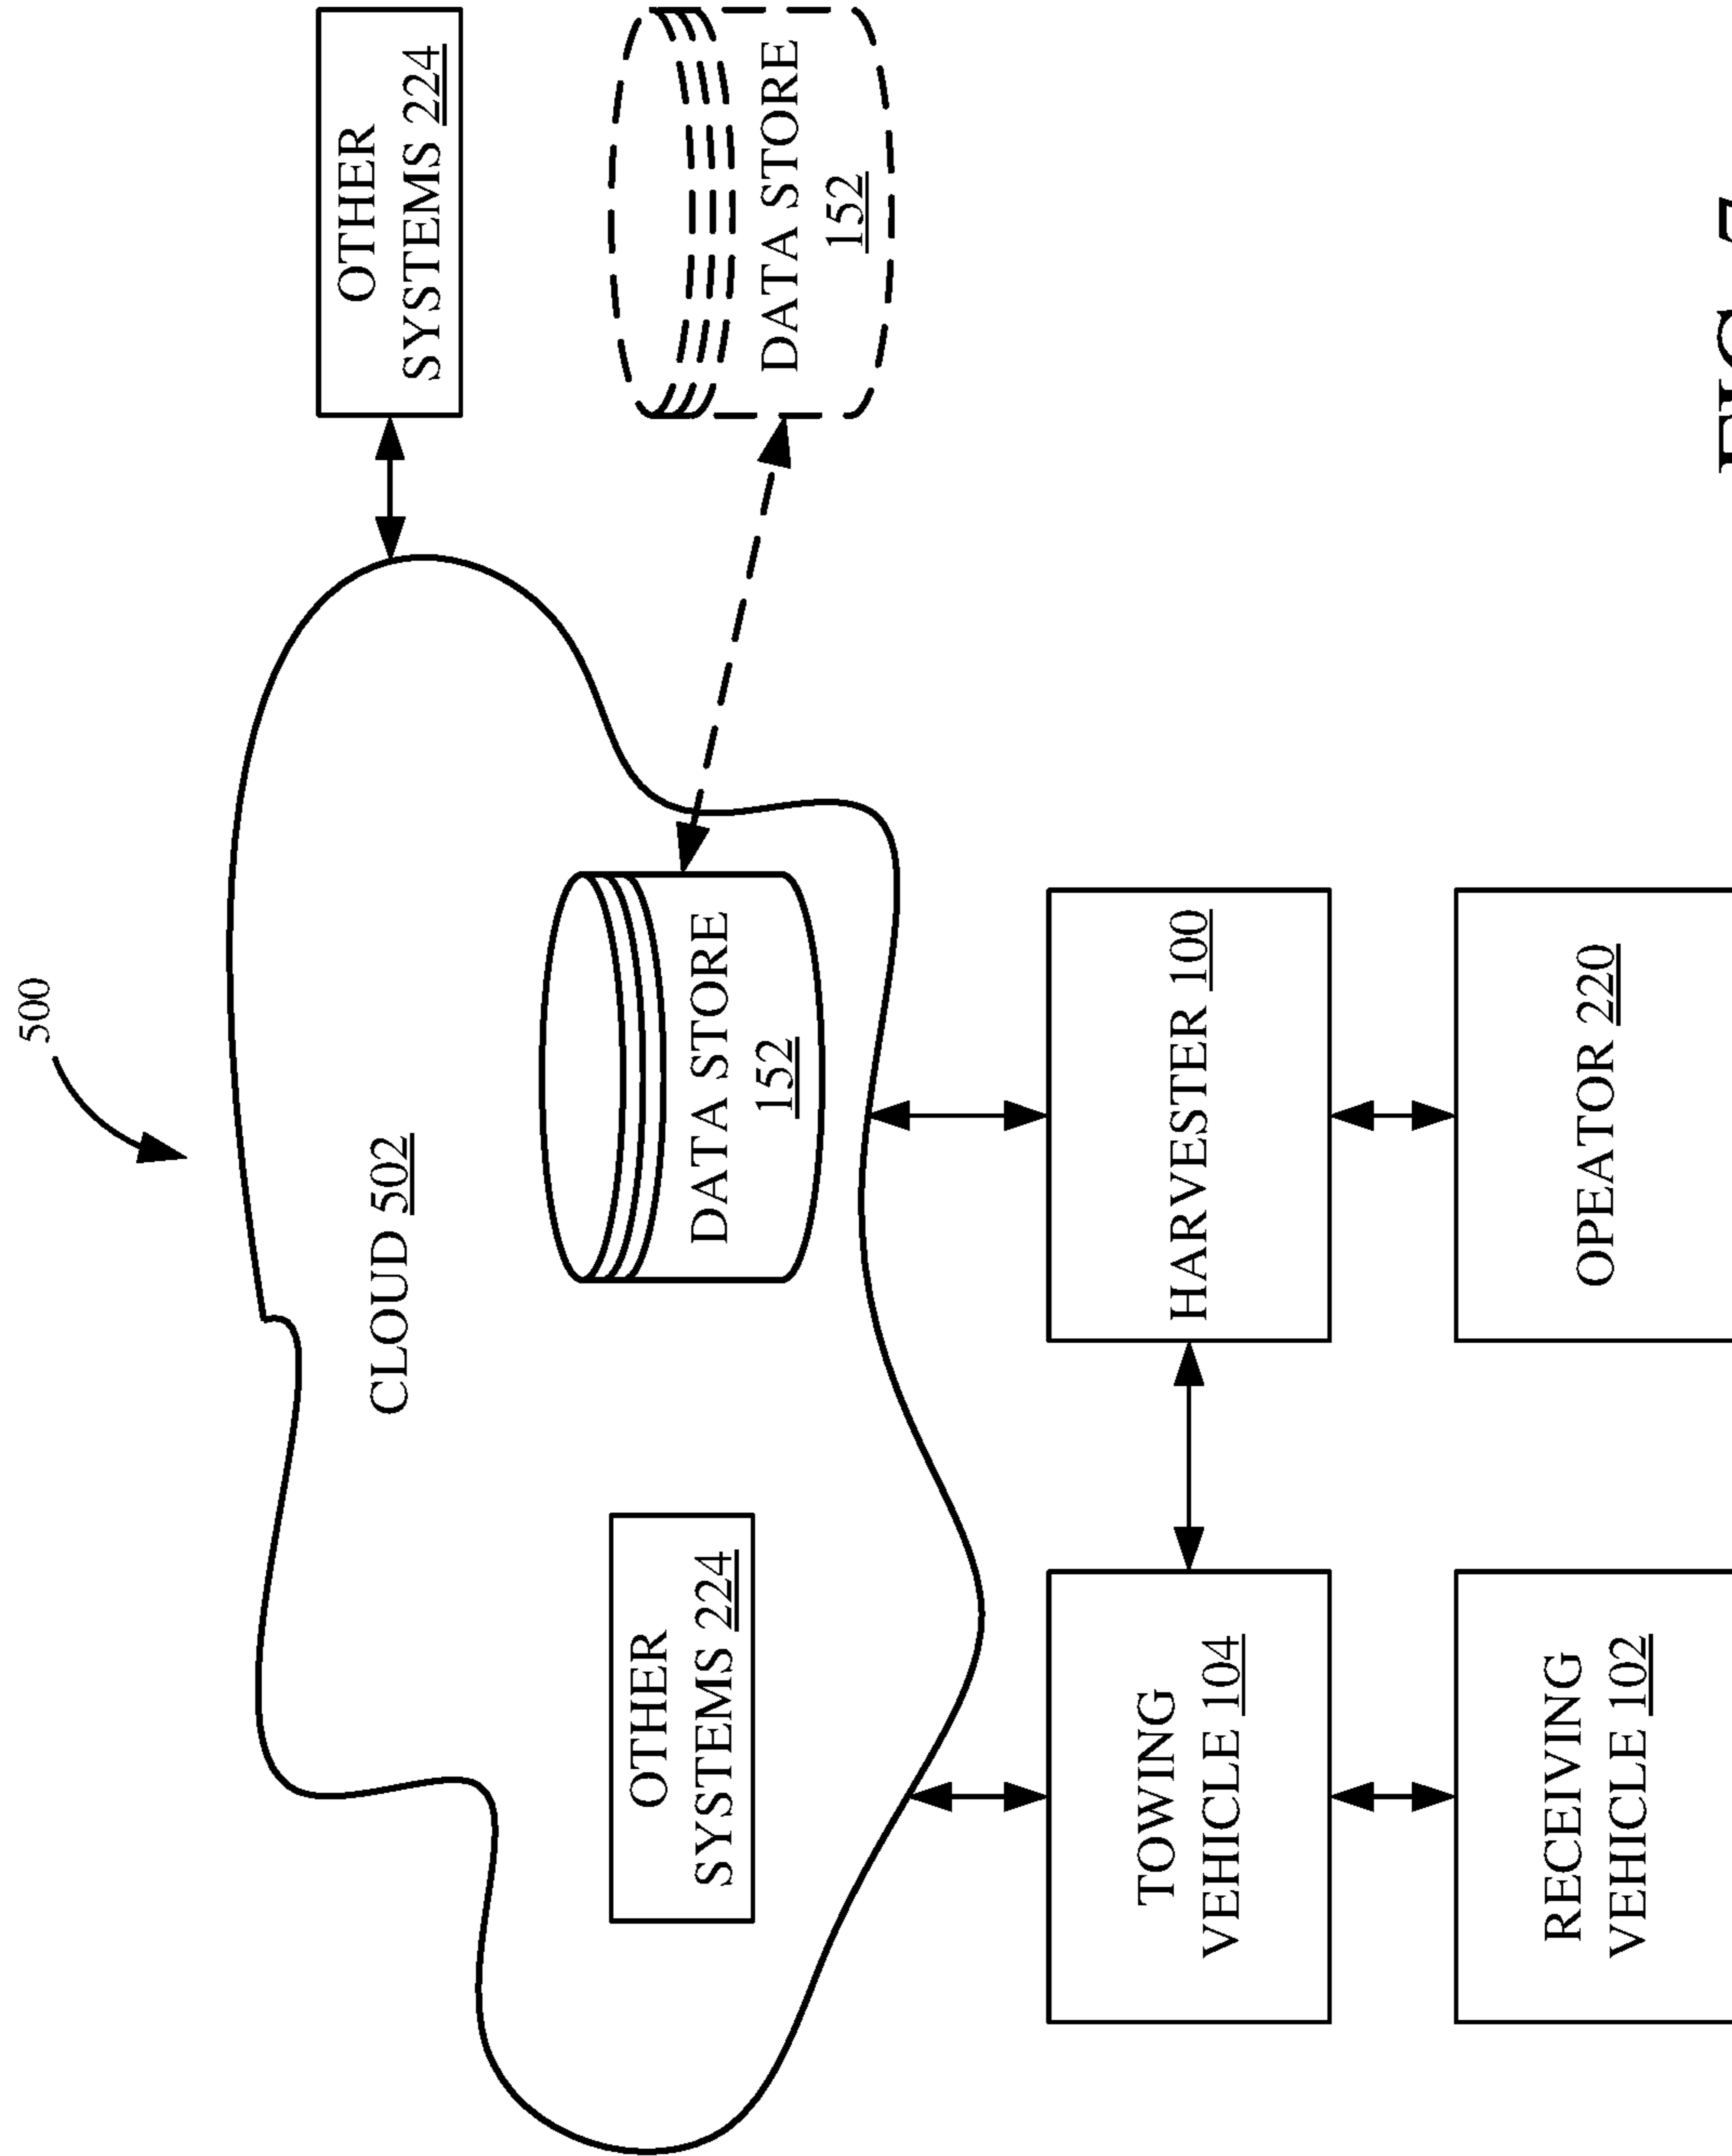 500
CLOUD 502
OTHER
SYSTEMS 224
DATA STORE
152
OTHER
SYSTEMS 224
DATA STORE
152
TOWING
VEHICLE 104
HARVESTER 100
RECEIVING
VEHICLE 102
OPEATOR 220